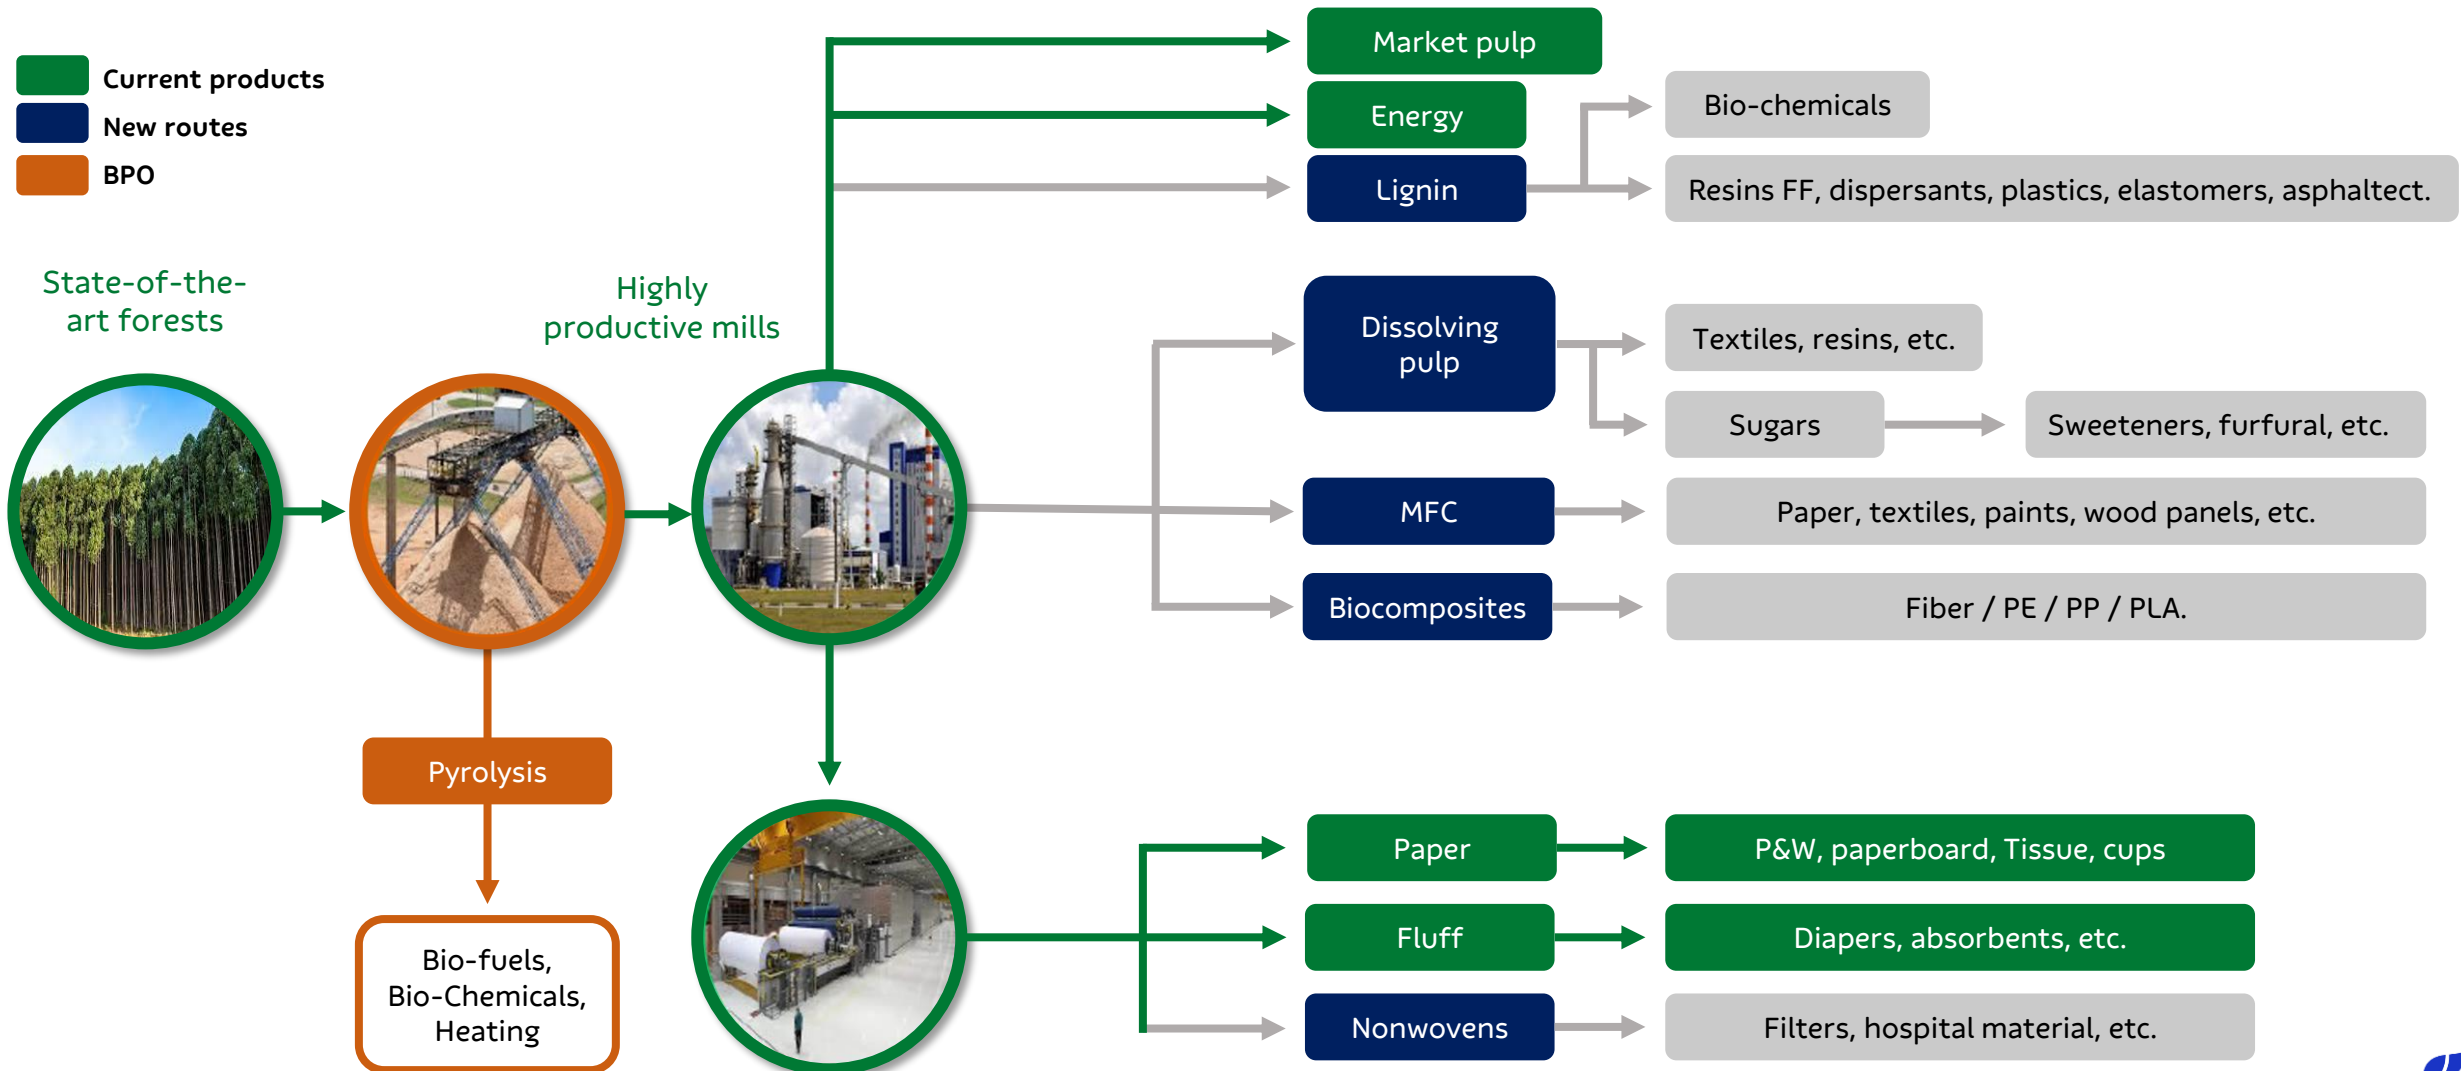 Current products
New routes
BPO
State-of-the-
art forests
Highly
productive mills
Market pulp
Energy
Lignin
Bio-chemicals
Resins FF, dispersants, plastics, elastomers, asphaltect.
Dissolving
pulp
Textiles, resins, etc.
Sugars
Sweeteners, furfural, etc.
MFC
Paper, textiles, paints, wood panels, etc.
Biocomposites
Fiber / PE / PP / PLA.
Pyrolysis
Bio-fuels,
Bio-Chemicals,
Heating
Paper
P&W, paperboard, Tissue, cups
Fluff
Diapers, absorbents, etc.
Nonwovens
Filters, hospital material, etc.